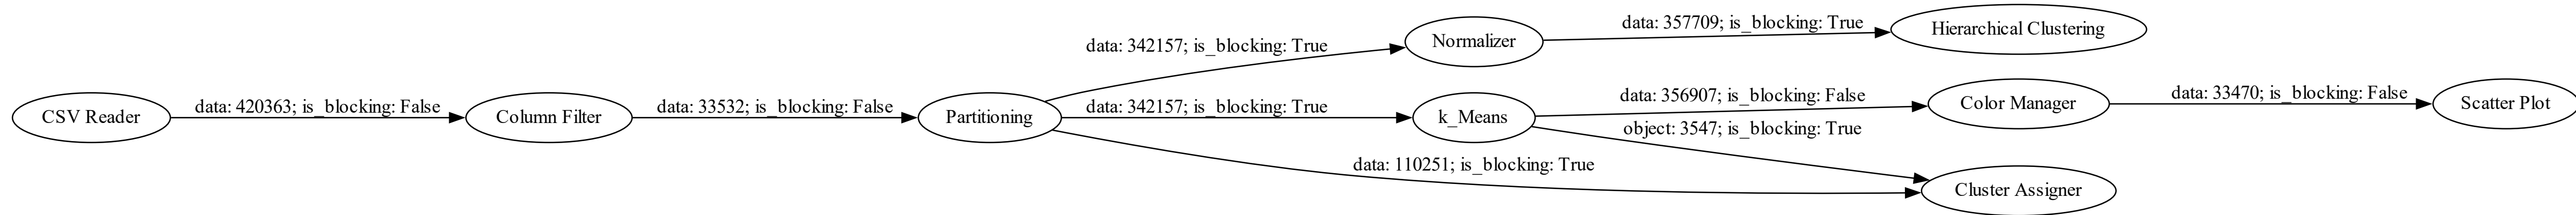 CSV Reader
data: 420363; is_blocking: False
Column Filter
data: 33532; is_blocking: False
Partitioning
data: 342157; is_blocking: True
Normalizer
data: 357709; is_blocking: True
Hierarchical Clustering
data: 342157; is_blocking: True
k_Means
data: 356907; is_blocking: False
Color Manager
data: 33470; is_blocking: False
Scatter Plot
object: 3547; is_blocking: True
data: 110251; is_blocking: True
Cluster Assigner